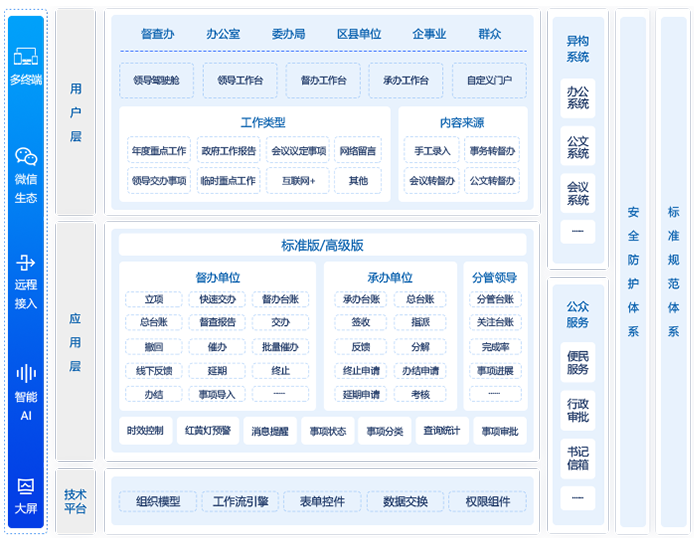 多终端
微信
生态
远程
接入
智能
AI
大屏
用
户
层
督查办 办公室 委办局 区县单位 企事业 群众
领导驾驶舱 领导工作台 督办工作台 承办工作台 自定义门户
工作类型
年度重点工作 政府工作报告 会议议定事项 网络留言
领导交办事项 临时重点工作 互联网+ 其他
内容来源
手工录入 事务转督办
会议转督办 公文转督办
应
用
层
标准版/高级版
督办单位
立项 快速交办 督办台账
总台账 督查报告 交办
撤回 催办 批量催办
线下反馈 延期 终止
办结 事项导入 ......
承办单位
承办台账 总台账
签收 指派
反馈 分解
终止申请 办结申请
延期申请 考核
分管领导
分管台账
关注台账
完成率
事项进展
......
时效控制 红黄灯预警 消息提醒 事项状态 事项分类 查询统计 事项审批
技术
平台
组织模型 工作流引擎 表单控件 数据交换 权限组件
异构
系统
办公
系统
公文
系统
会议
系统
......
公众
服务
便民
服务
行政
审批
书记
信箱
......
安
全
防
护
体
系
标
准
规
范
体
系